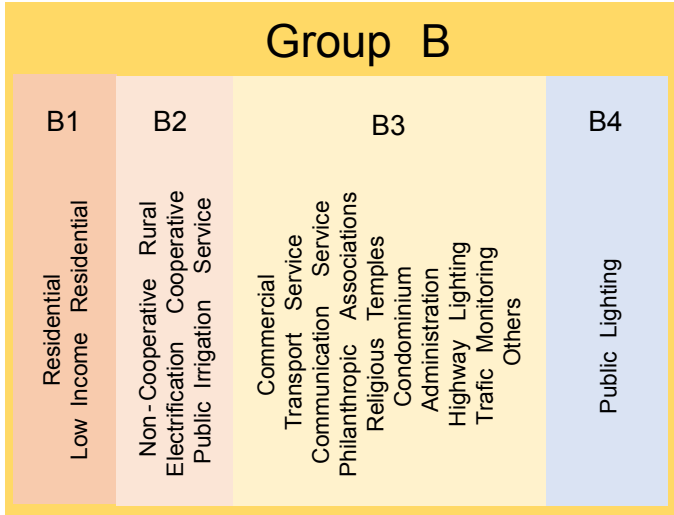 Group B
B1
Residential
Low Income Residential
B2
Non-Cooperative Rural
Electrification Cooperative
Public Irrigation Service
B3
Commercial
Transport Service
Communication Service
Philanthropic Associations
Religious Temples
Condominium
Administration
Highway Lighting
Trafic Monitoring
Others
B4
Public Lighting